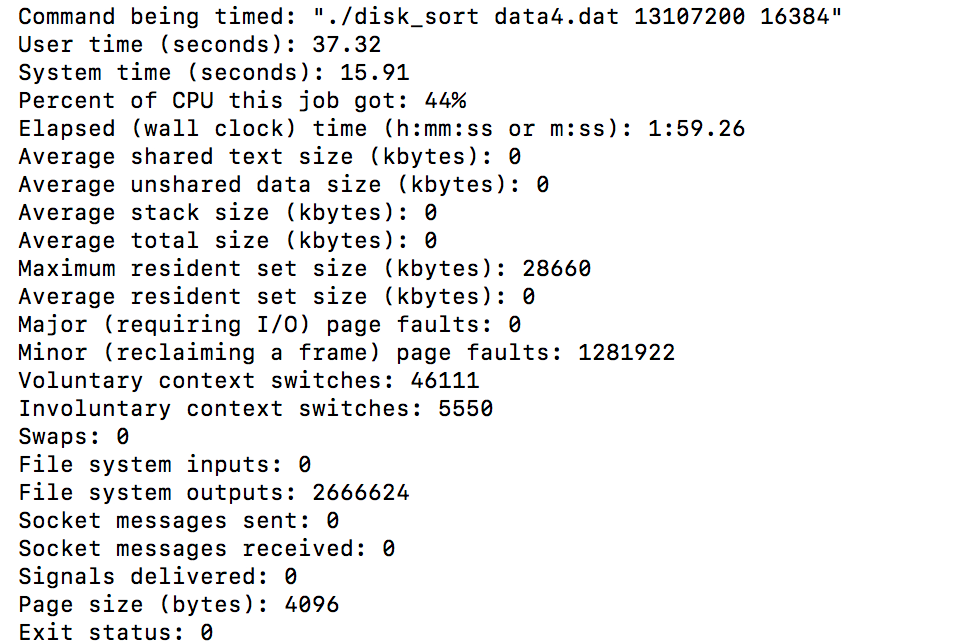 Command being timed: "./disk_sort data4.dat 13107200 16384"
User time (seconds): 37.32
System time (seconds): 15.91
Percent of CPU this job got: 44%
Elapsed (wall clock) time (h:mm:ss or m:ss): 1:59.26
Average shared text size (kbytes): 0
Average unshared data size (kbytes): 0
Average stack size (kbytes): 0
Average total size (kbytes): 0
Maximum resident set size (kbytes): 28660
Average resident set size (kbytes): 0
Major (requiring I/O) page faults: 0
Minor (reclaiming a frame) page faults: 1281922
Voluntary context switches: 46111
Involuntary context switches: 5550
Swaps: 0
File system inputs: 0
File system outputs: 2666624
Socket messages sent: 0
Socket messages received: 0
Signals delivered: 0
Page size (bytes): 4096
Exit status: 0